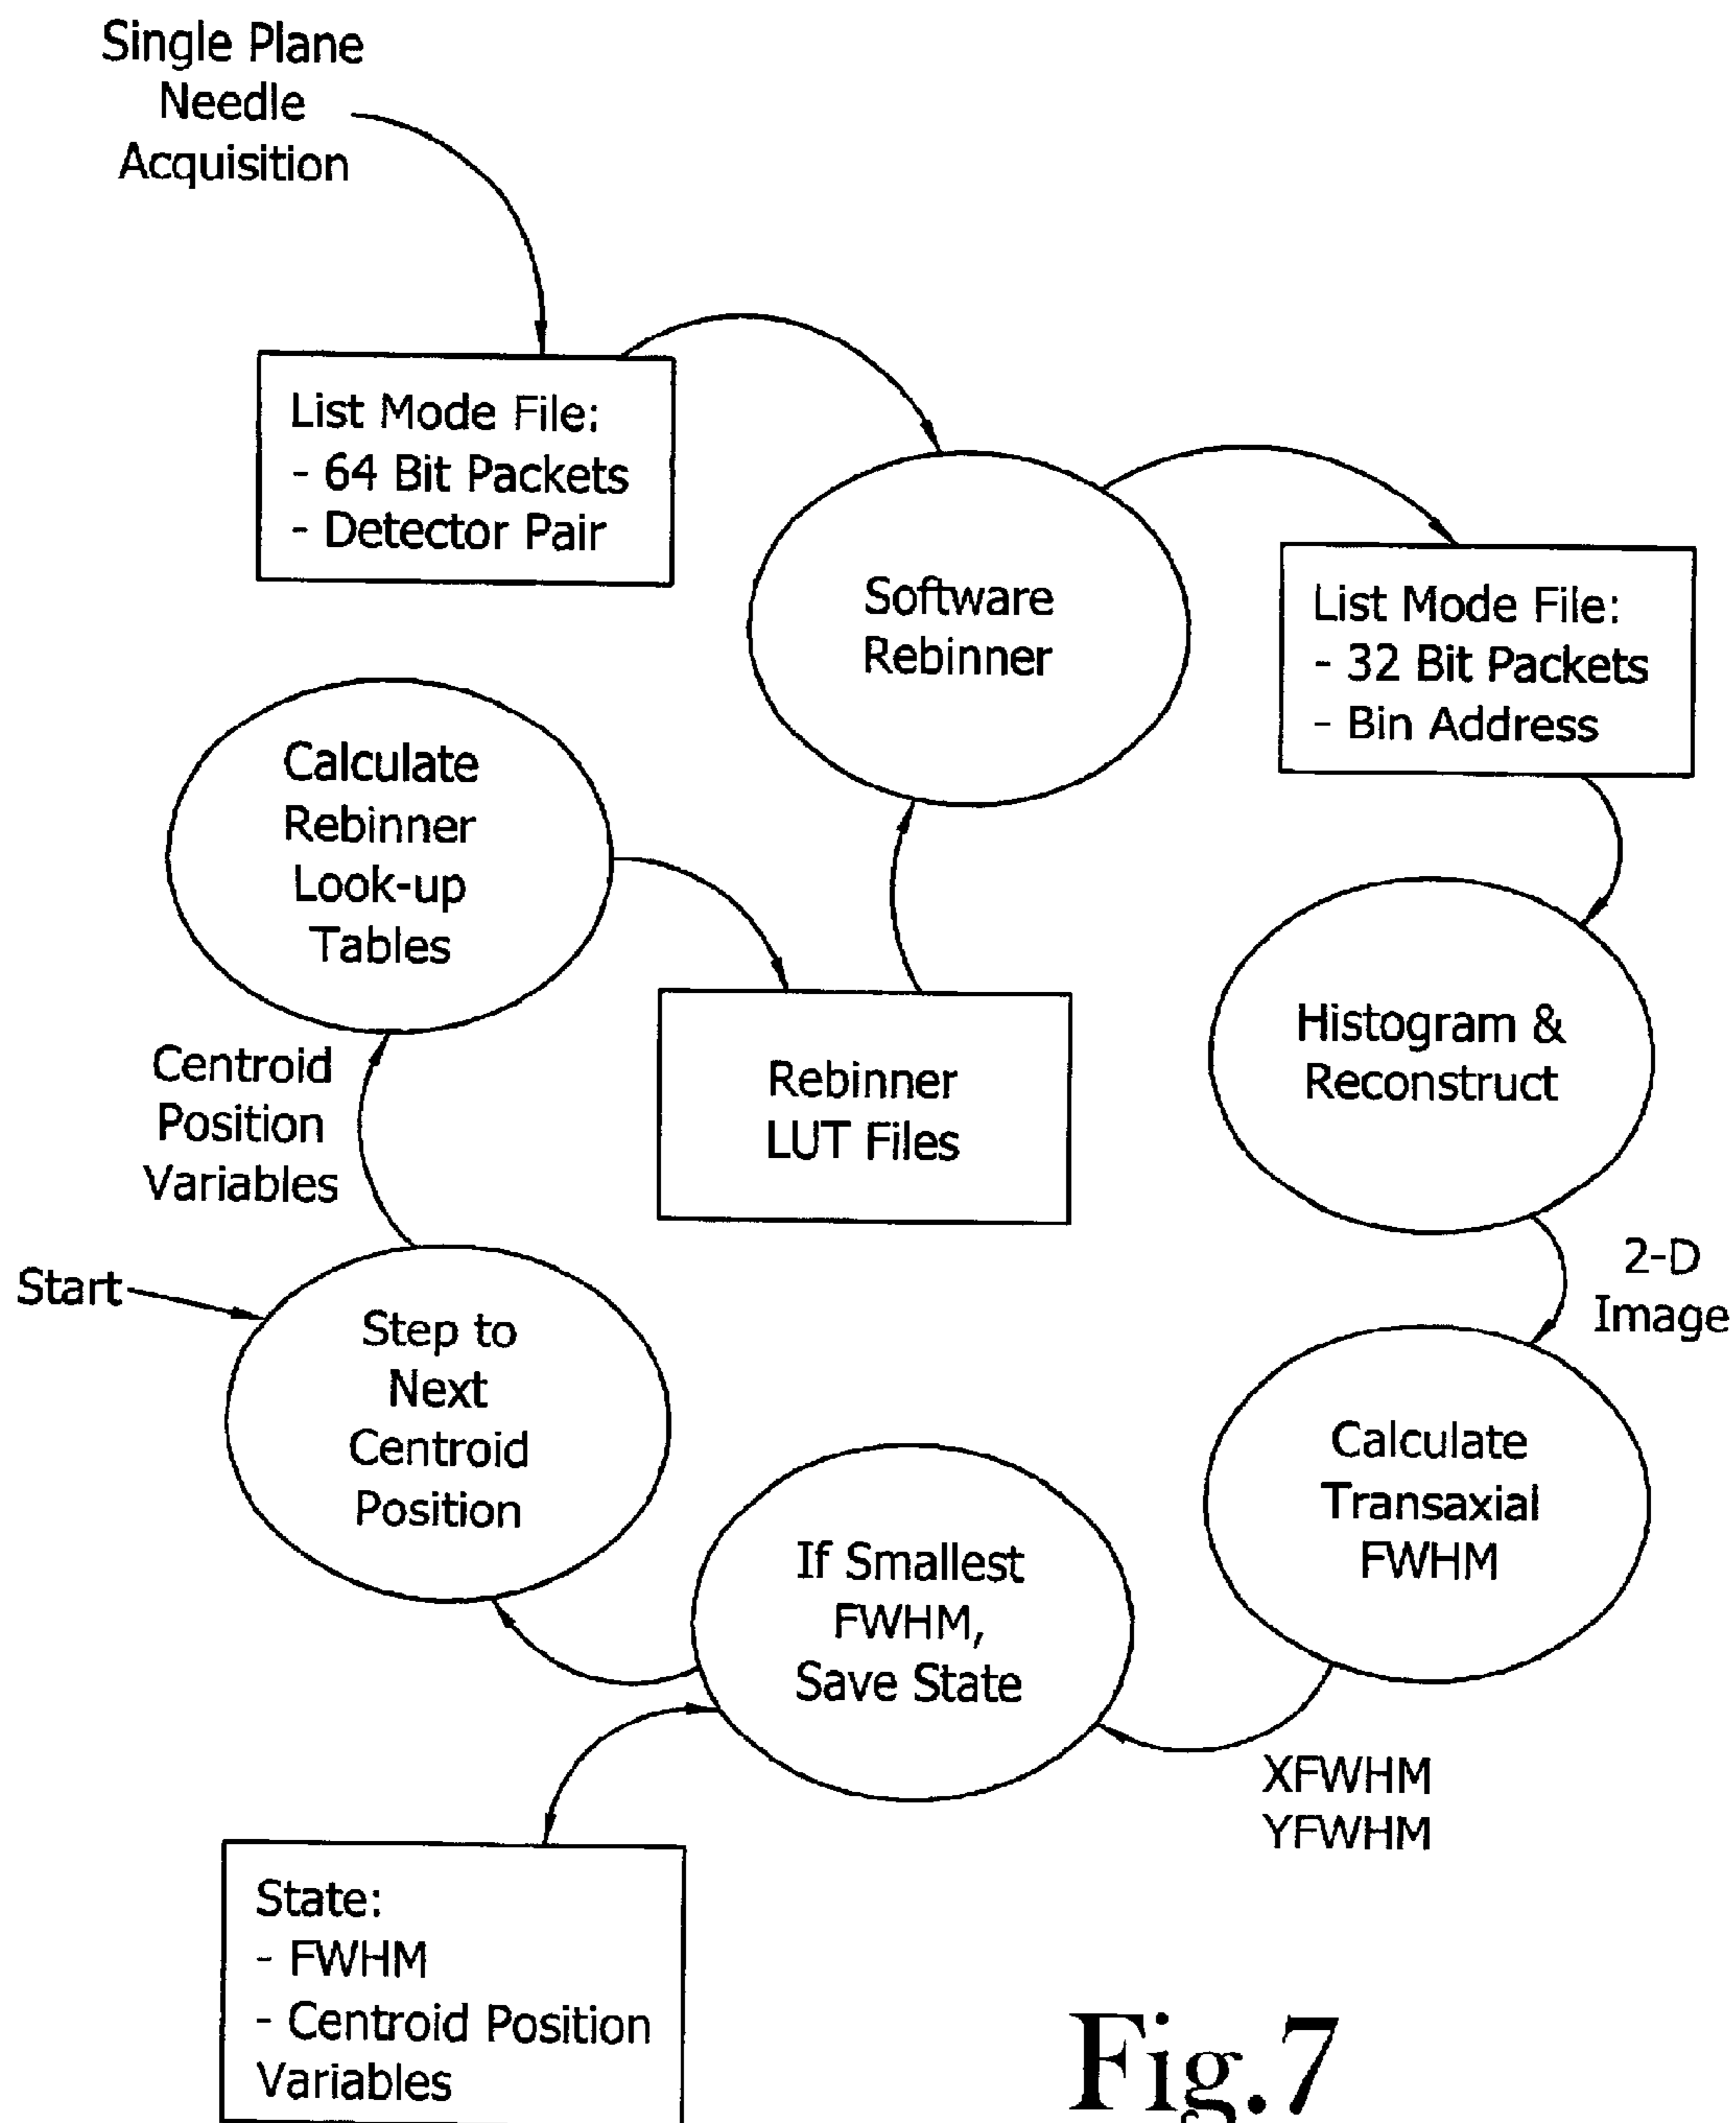 Single Plane
Needle
Acquisition
List Mode File:
- 64 Bit Packets
- Detector Pair
Software
Rebinner
List Mode File:
- 32 Bit Packets
- Bin Address
Calculate
Rebinner
Look-up
Tables
Rebinner
LUT Files
Histogram &
Reconstruct
Centroid
Position
Variables
2-D
Image
Start
Step to
Next
Centroid
Position
Calculate
Transaxial
FWHM
If Smallest
FWHM,
Save State
XFWHM
YFWHM
State:
- FWHM
- Centroid Position
Variables
Fig.7